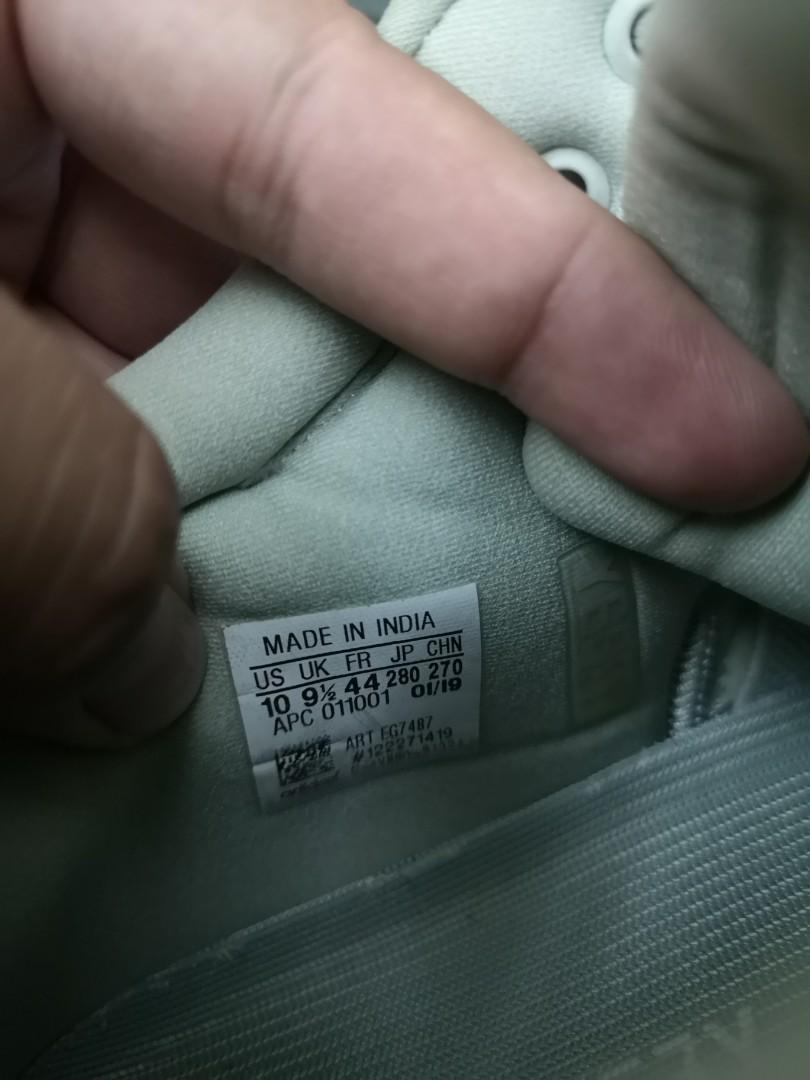 MADE IN INDIA
US UK FR JP CHN
10 9½ 44 280 270
APC 011001 01/19
ART EG7487
#122271419